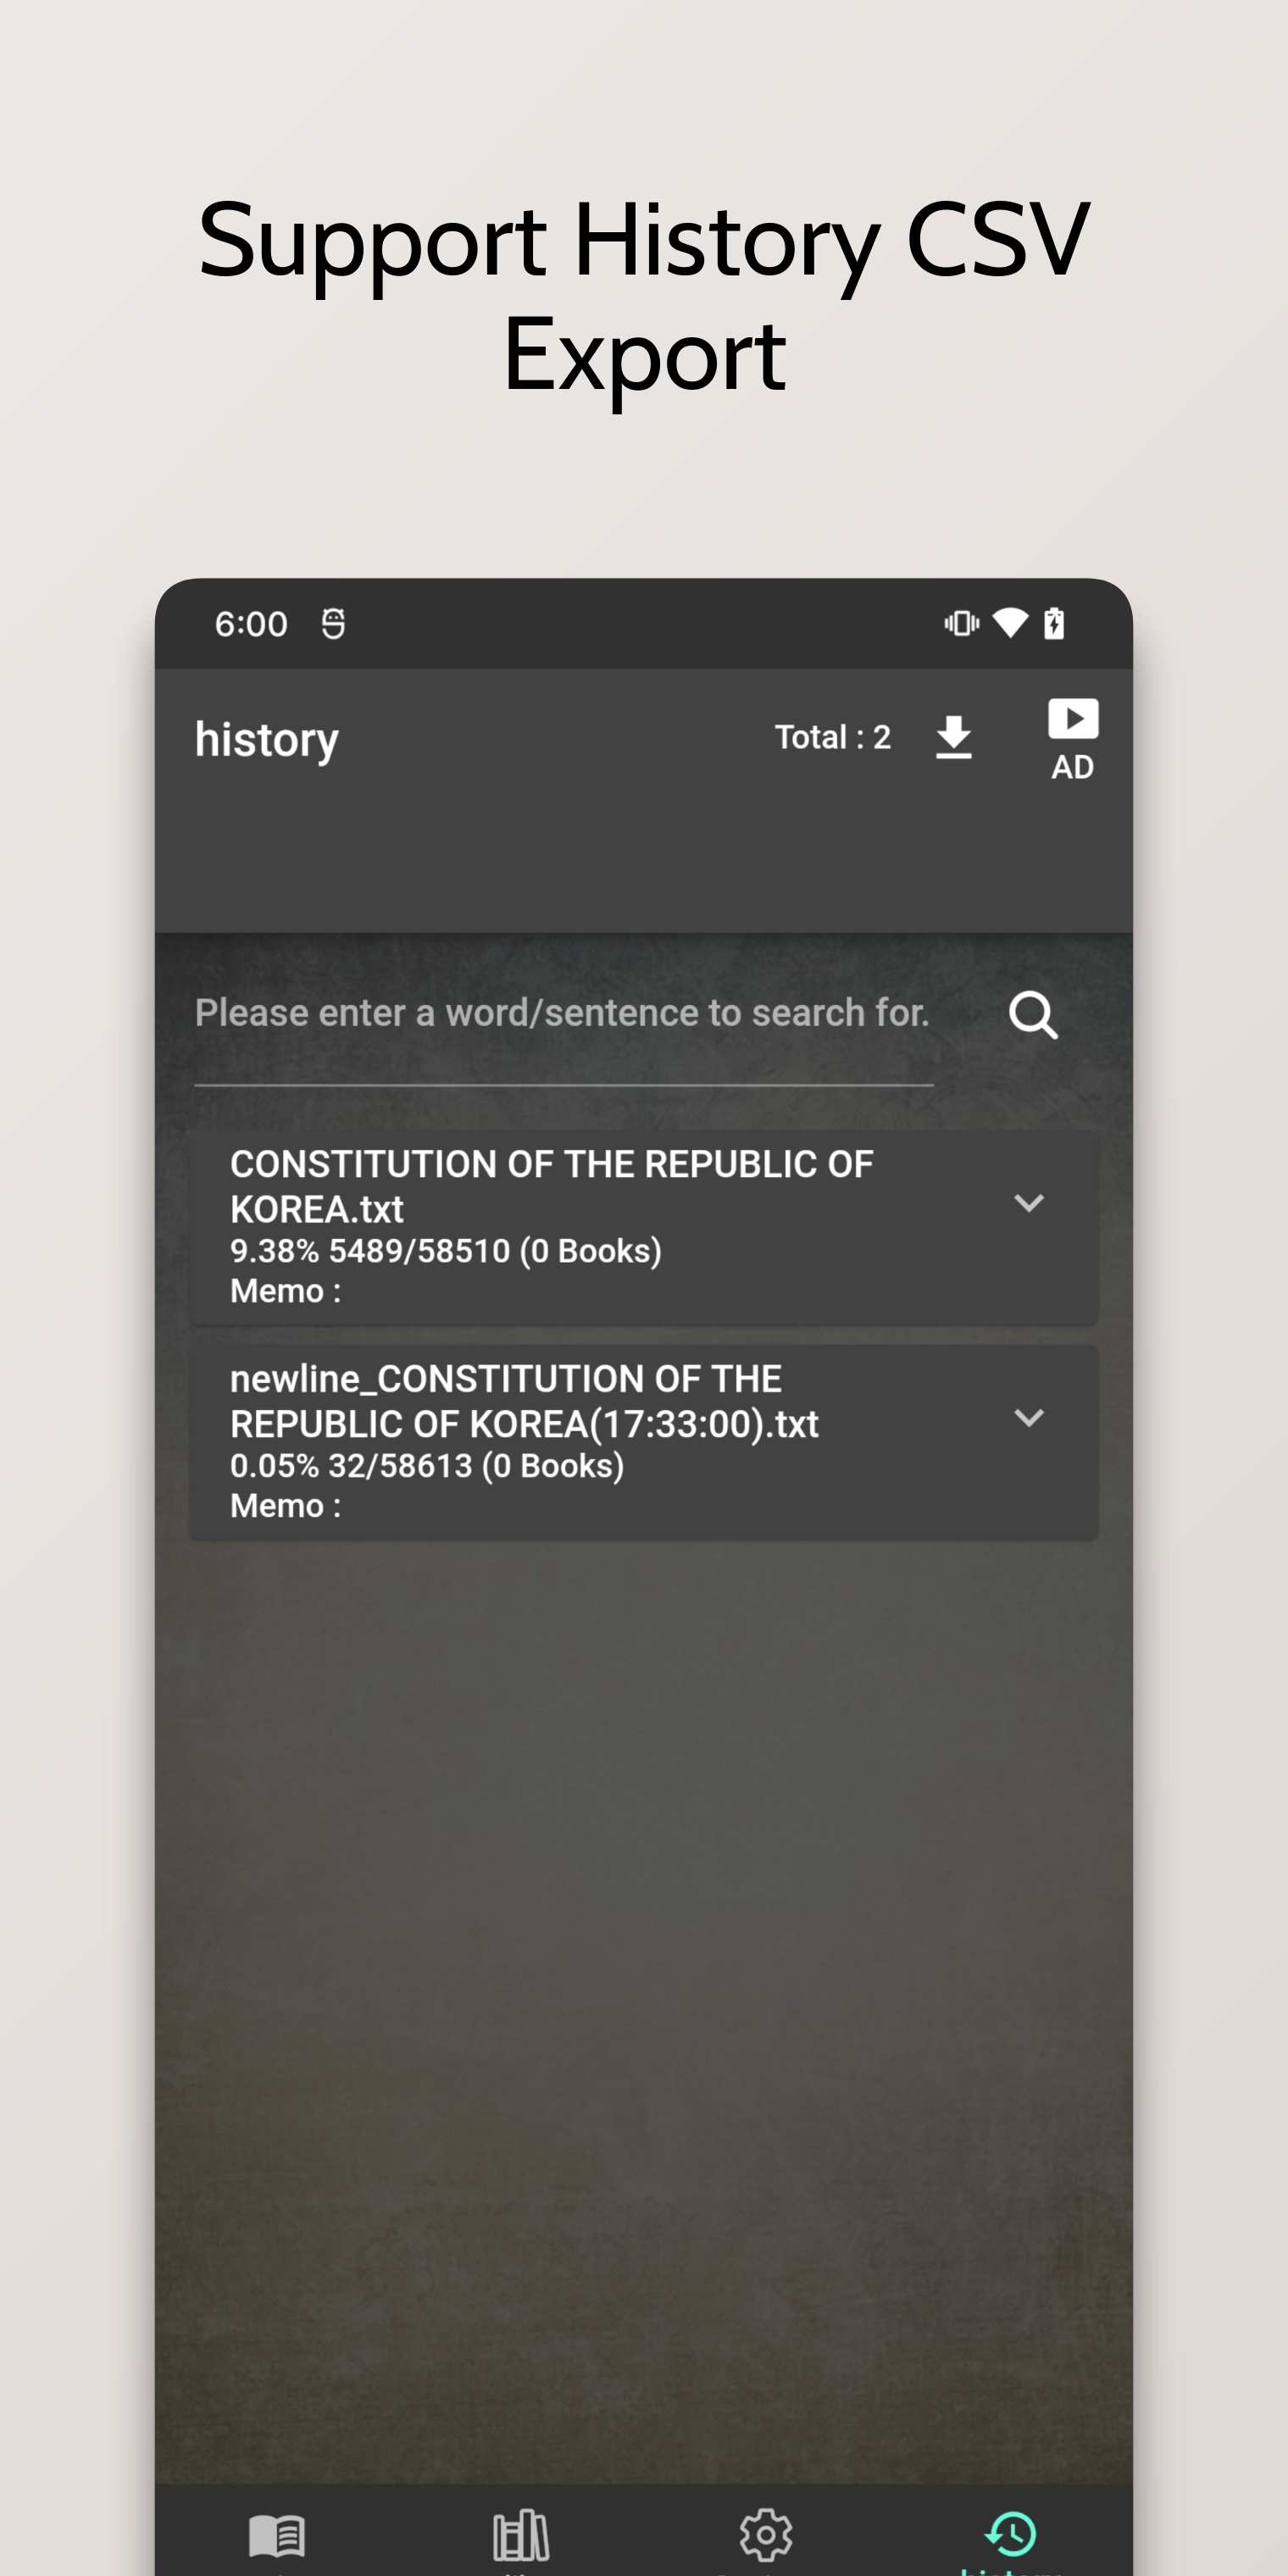 Support History CSV
Export
6:00
history
Total : 2
AD
Please enter a word/sentence to search for.
CONSTITUTION OF THE REPUBLIC OF
KOREA.txt
9.38% 5489/58510 (0 Books)
Memo :
newline_CONSTITUTION OF THE
REPUBLIC OF KOREA(17:33:00).txt
0.05% 32/58613 (0 Books)
Memo :
history